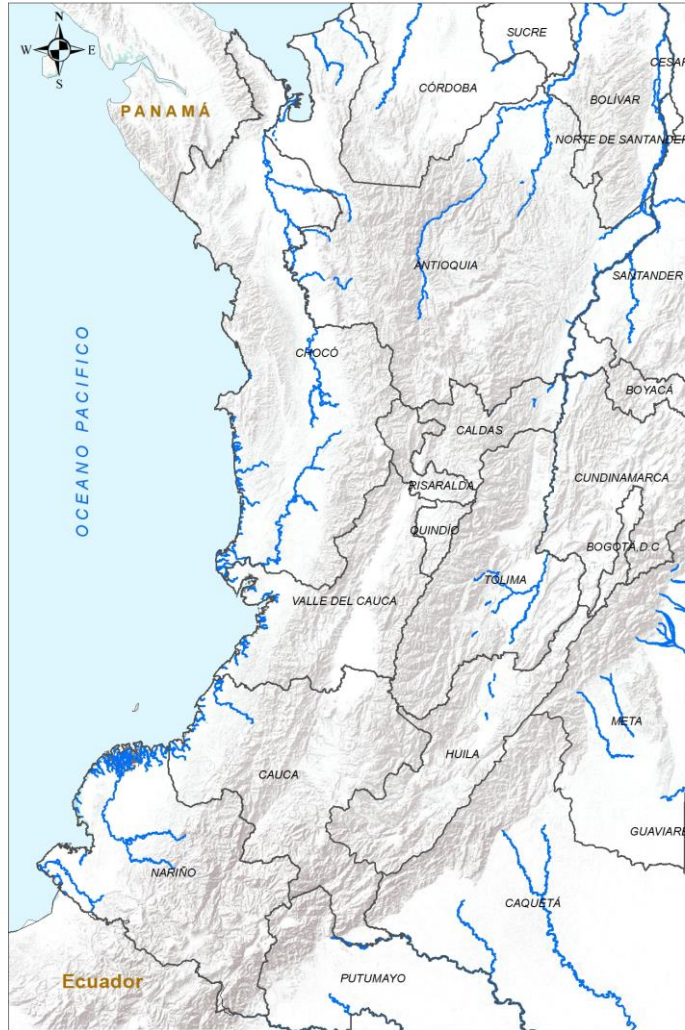 N
W E
S
SUCRE
CESAR
CÓRDOBA
BOLÍVAR
PANAMÁ
NORTE DE SANTANDER
ANTIOQUIA
SANTANDER
OCEANO PACIFICO
CHOCÓ
BOYACÁ
CALDAS
CUNDINAMARCA
RISARALDA
QUINDÍO
BOGOTÁ, D.C
TOLIMA
VALLE DEL CAUCA
META
HUILA
CAUCA
GUAVIARE
NARIÑO
CAQUETÁ
Ecuador
PUTUMAYO